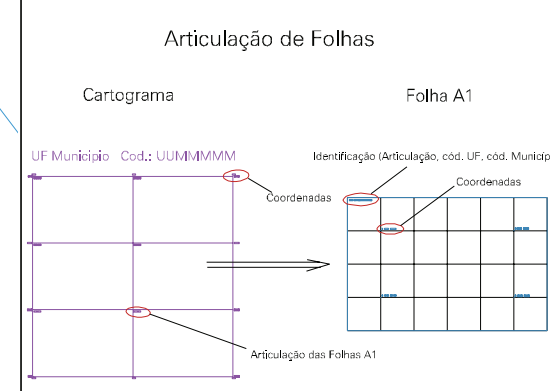 Articulação de Folhas
Cartograma
Folha A1
UF Municipio Cod.: UUMMMMM
Identificação (Articulação, cód. UF, cód. Municíp
Coordenadas
Coordenadas
Articulação das Folhas A1